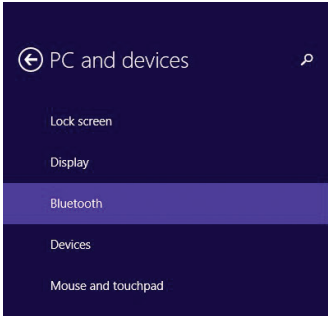 PC and devices
Lock screen
Display
Bluetooth
Devices
Mouse and touchpad